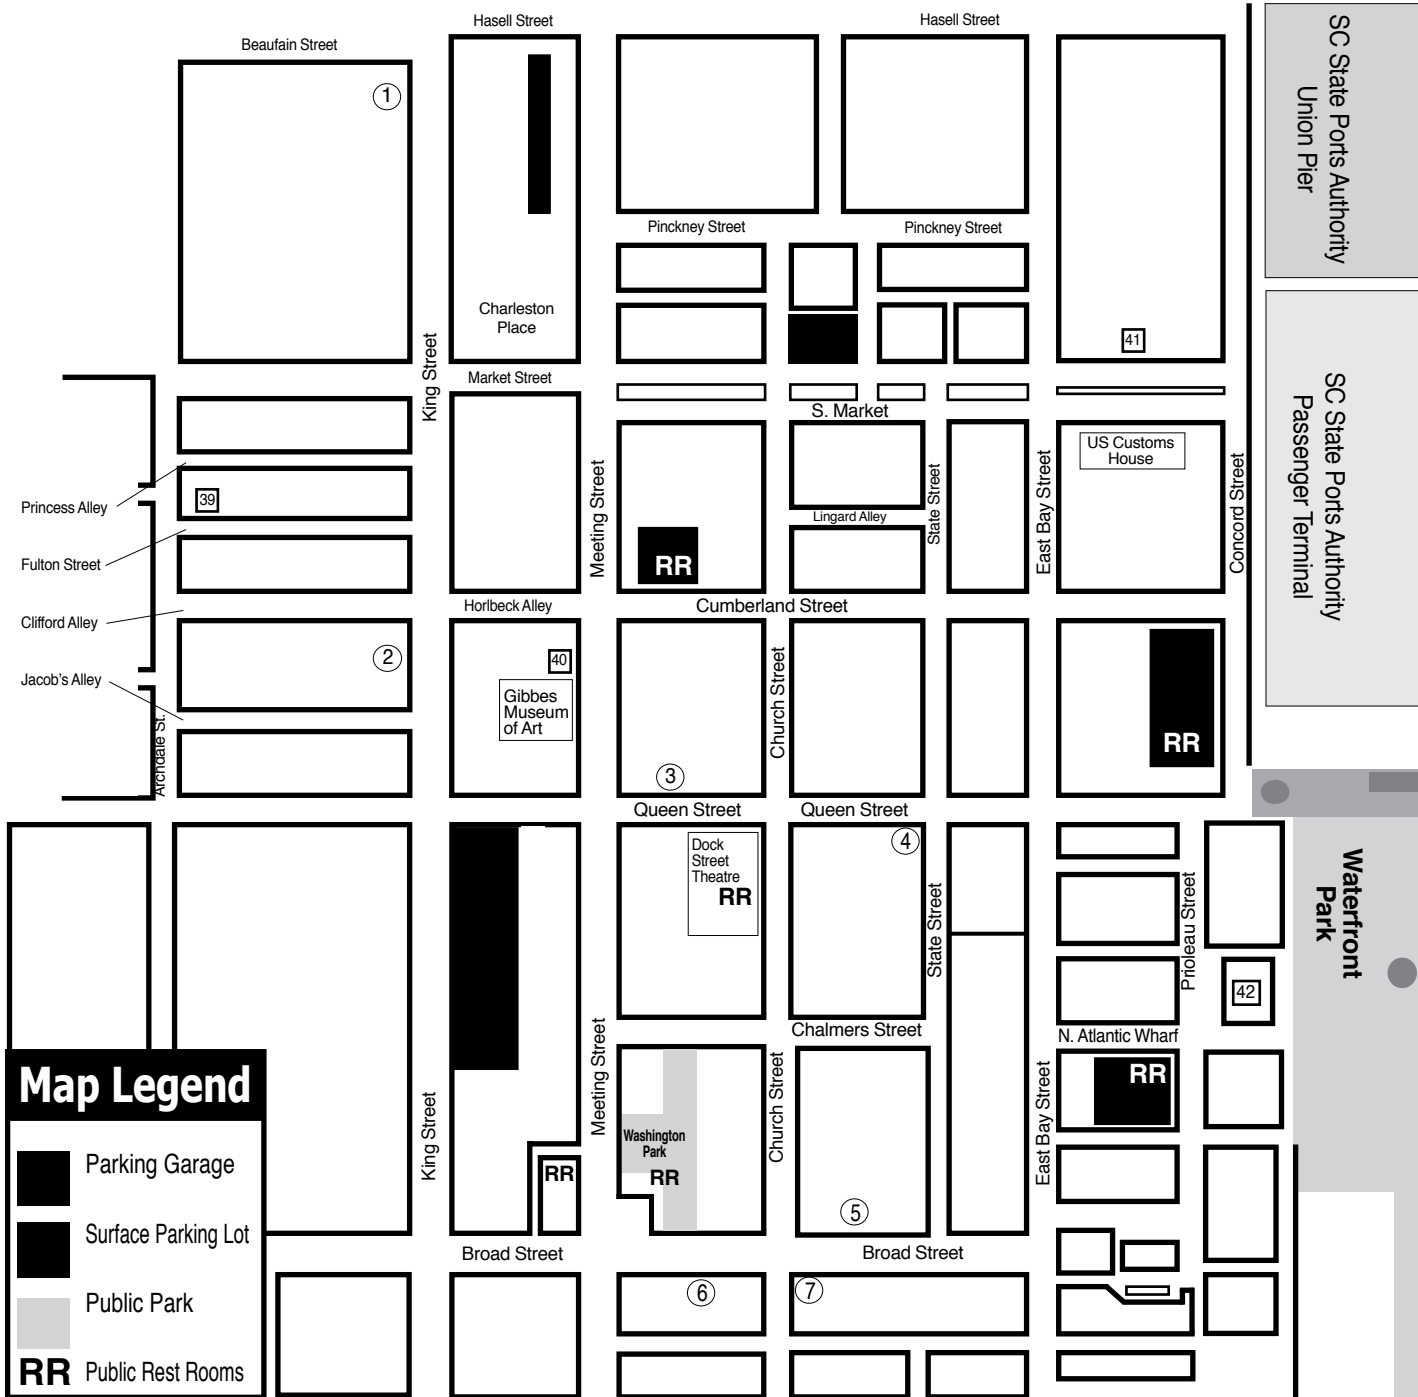 Hasell Street
Hasell Street
Beaufain Street
SC State Ports Authority
Union Pier
1
Pinckney Street
Pinckney Street
Charleston
Place
41
King Street
Market Street
SC State Ports Authority
Passenger Terminal
S. Market
US Customs
House
Meeting Street
State Street
East Bay Street
Concord Street
39
Princess Alley
Lingard Alley
RR
Fulton Street
Horlbeck Alley
Cumberland Street
Clifford Alley
2
40
Church Street
Jacob's Alley
Gibbes
Museum
of Art
Archdale St.
RR
3
Queen Street
Queen Street
4
Dock
Street
Theatre
RR
Waterfront
Park
State Street
Prioleau Street
42
Chalmers Street
N. Atlantic Wharf
Meeting Street
Church Street
East Bay Street
RR
Map Legend
King Street
Washington
Park
RR
RR
Parking Garage
5
Surface Parking Lot
Broad Street
Broad Street
Public Park
6
7
RR Public Rest Rooms